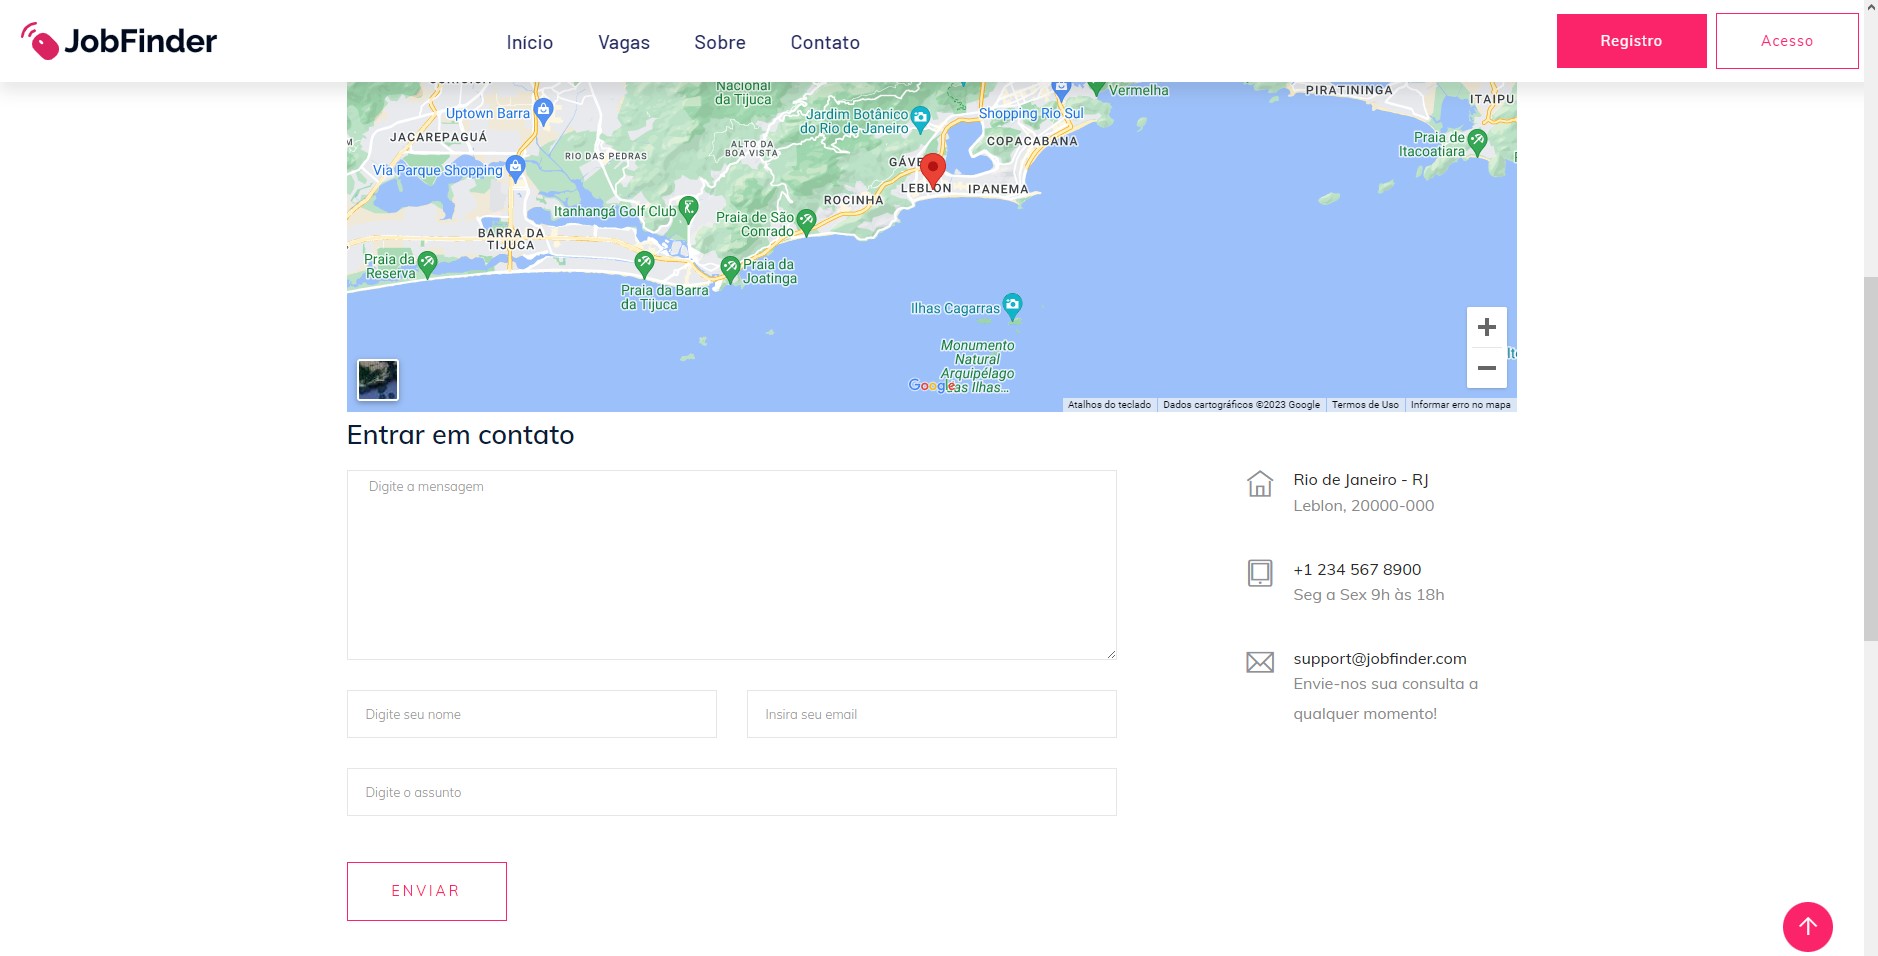 JobFinder
Início
Vagas
Sobre
Contato
Registro
Acesso
Nacional
da Tijuca
Vermelha
PIRATININGA
ITAIPU
Uptown Barra
JACAREPAGUÁ
Jardim Botânico
do Rio de Janeiro
Shopping Rio Sul
COPACABANA
Praia de
Itacoatiara
ALTO DA
BOA VISTA
RIO DAS PEDRAS
Via Parque Shopping
GÁVE
LEBLON
IPANEMA
ROCINHA
Itanhangá Golf Club
Praia de São
Conrado
BARRA DA
TIJUCA
Praia da
Reserva
Praia da
Joatinga
Praia da Barra
da Tijuca
Ilhas Cagarras
Monumento
Natural
Arquipélago
das Ilhas...
Google
Atalhos do teclado
Dados cartográficos ©2023 Google
Termos de Uso
Informar erro no mapa
Entrar em contato
Digite a mensagem
Digite seu nome
Insira seu email
Digite o assunto
ENVIAR
Rio de Janeiro - RJ
Leblon, 20000-000
+1 234 567 8900
Seg a Sex 9h às 18h
support@jobfinder.com
Envie-nos sua consulta a
qualquer momento!